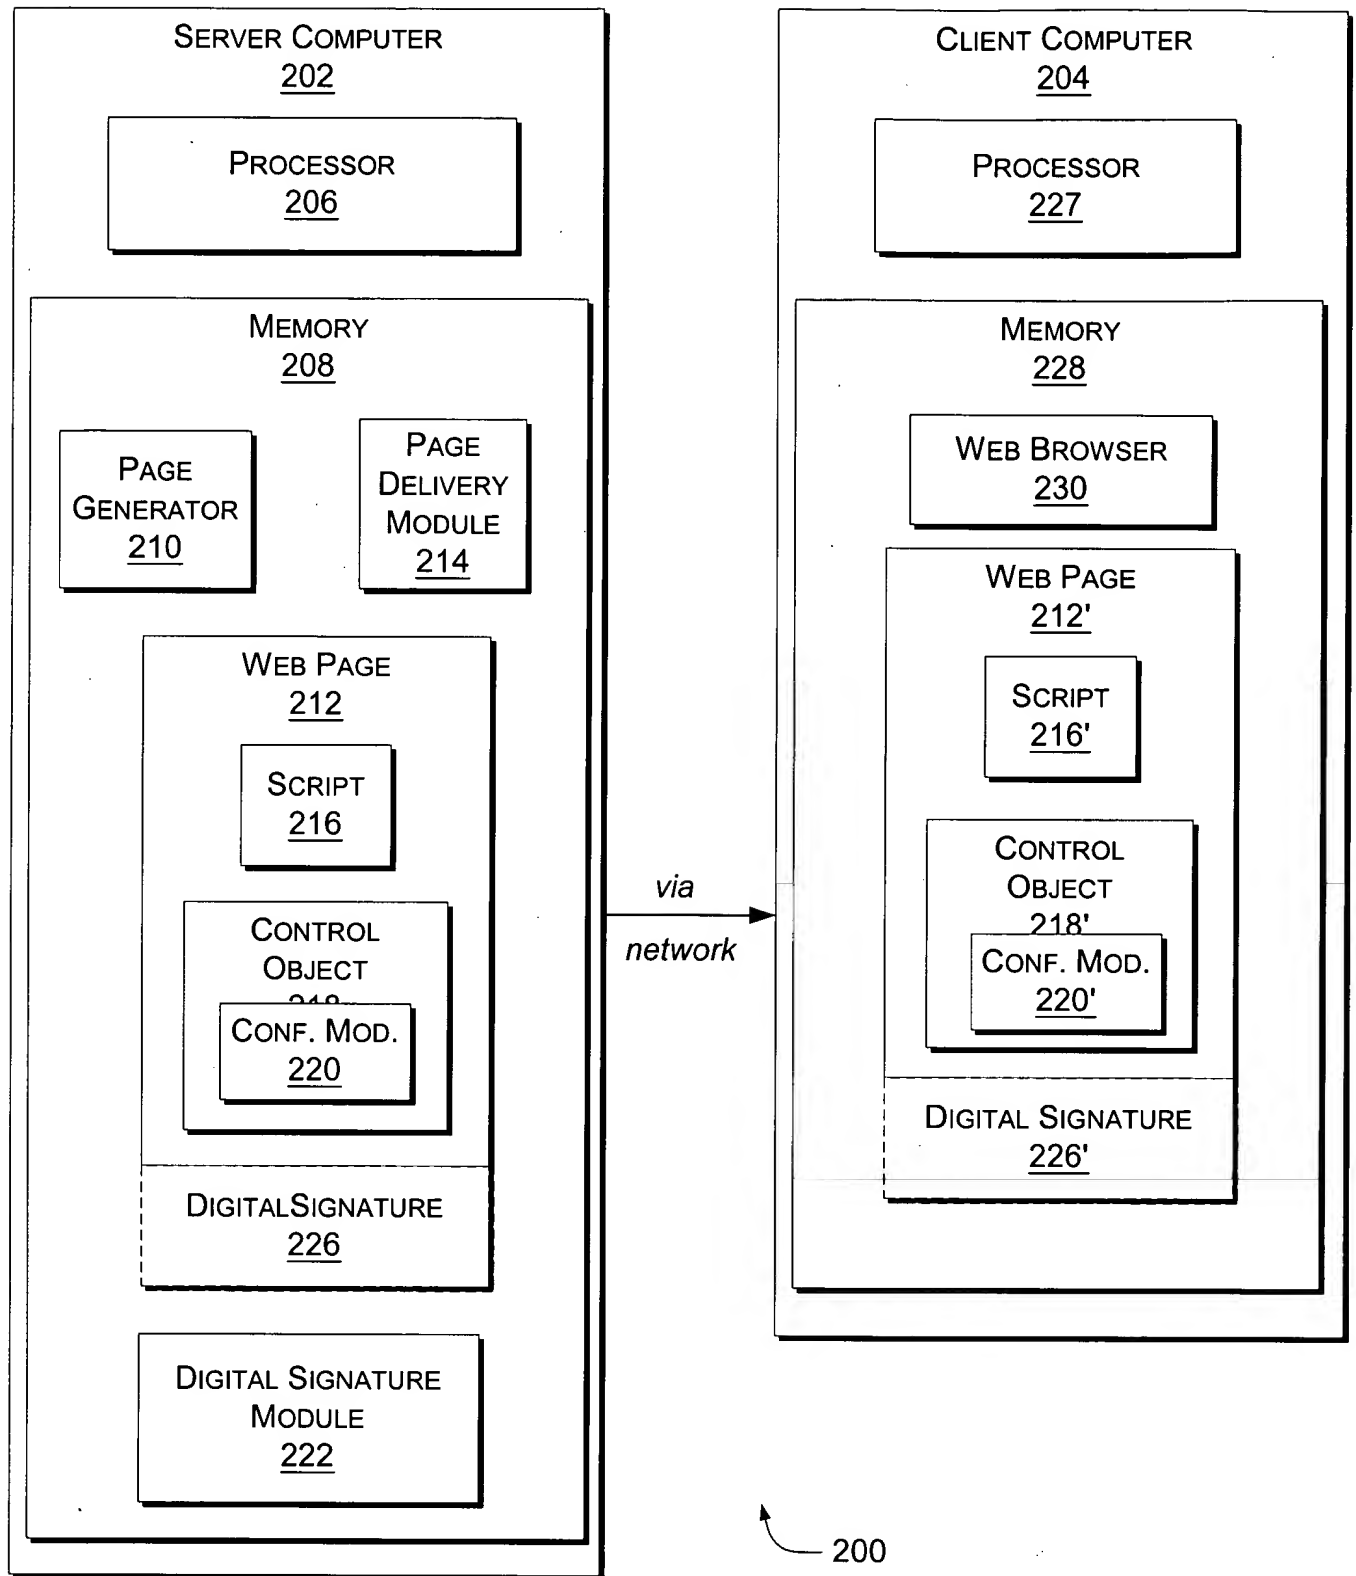 SERVER COMPUTER
202
PROCESSOR
206
MEMORY
208
PAGE
GENERATOR
210
PAGE
DELIVERY
MODULE
214
WEB PAGE
212
SCRIPT
216
CONTROL
OBJECT
218
CONF. MOD.
220
DIGITALSIGNATURE
226
DIGITAL SIGNATURE
MODULE
222
via
network
CLIENT COMPUTER
204
PROCESSOR
227
MEMORY
228
WEB BROWSER
230
WEB PAGE
212'
SCRIPT
216'
CONTROL
OBJECT
218'
CONF. MOD.
220'
DIGITAL SIGNATURE
226'
200